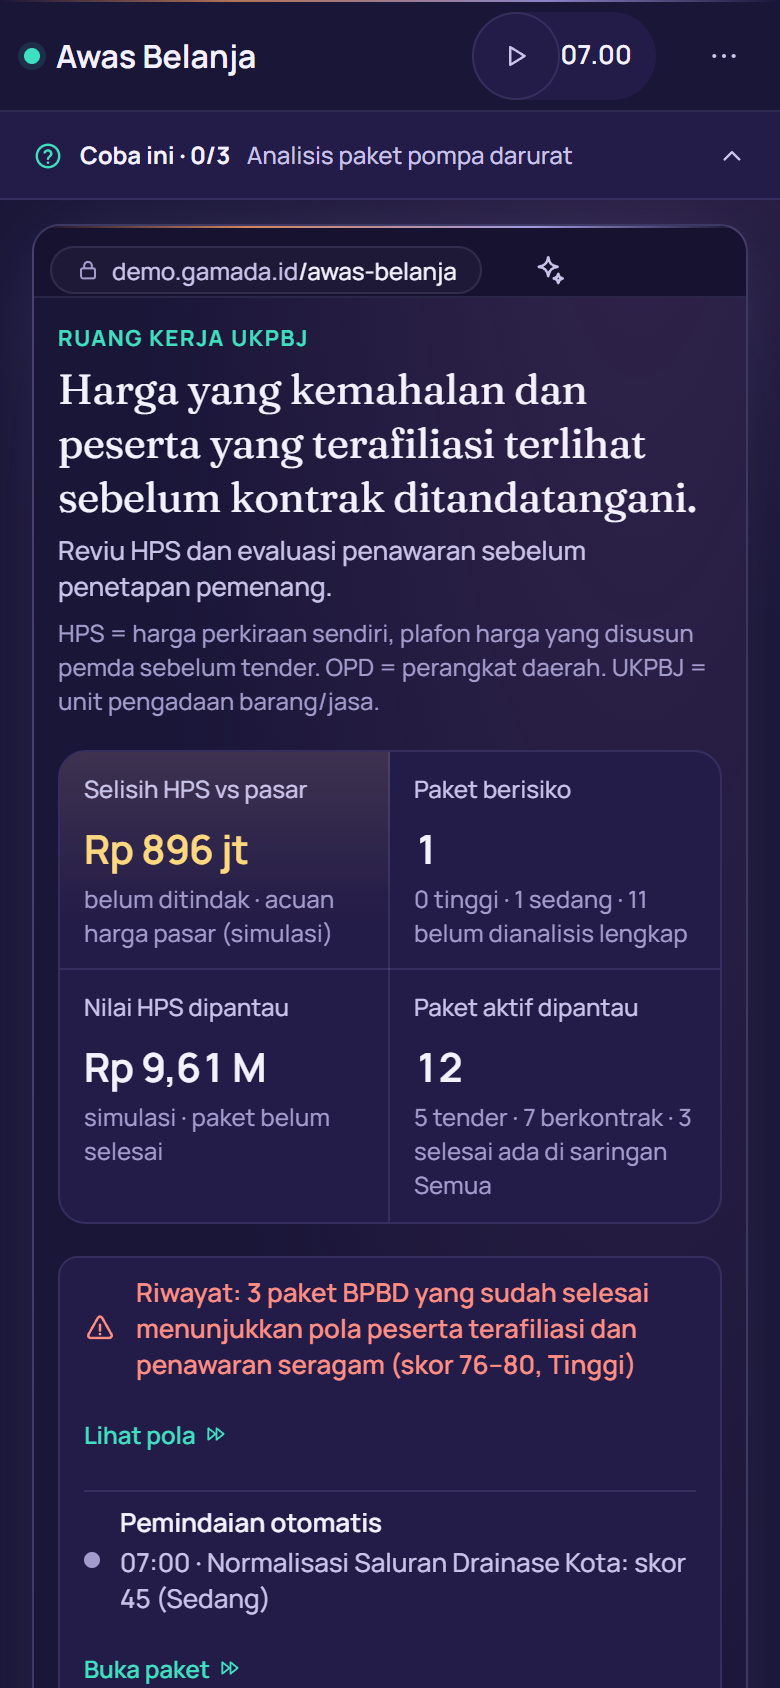 Awas Belanja
07.00
Coba ini · 0/3 Analisis paket pompa darurat
demo.gamada.id/awas-belanja
RUANG KERJA UKPBJ
Harga yang kemahalan dan
peserta yang terafiliasi terlihat
sebelum kontrak ditandatangani.
Reviu HPS dan evaluasi penawaran sebelum
penetapan pemenang.
HPS = harga perkiraan sendiri, plafon harga yang disusun
pemda sebelum tender. OPD = perangkat daerah. UKPBJ =
unit pengadaan barang/jasa.
Selisih HPS vs pasar
Rp 896 jt
belum ditindak · acuan
harga pasar (simulasi)
Paket berisiko
1
0 tinggi · 1 sedang · 11
belum dianalisis lengkap
Nilai HPS dipantau
Rp 9,61 M
simulasi · paket belum
selesai
Paket aktif dipantau
12
5 tender · 7 berkontrak · 3
selesai ada di saringan
Semua
Riwayat: 3 paket BPBD yang sudah selesai
menunjukkan pola peserta terafiliasi dan
penawaran seragam (skor 76–80, Tinggi)
Lihat pola
Pemindaian otomatis
07:00 · Normalisasi Saluran Drainase Kota: skor
45 (Sedang)
Buka paket